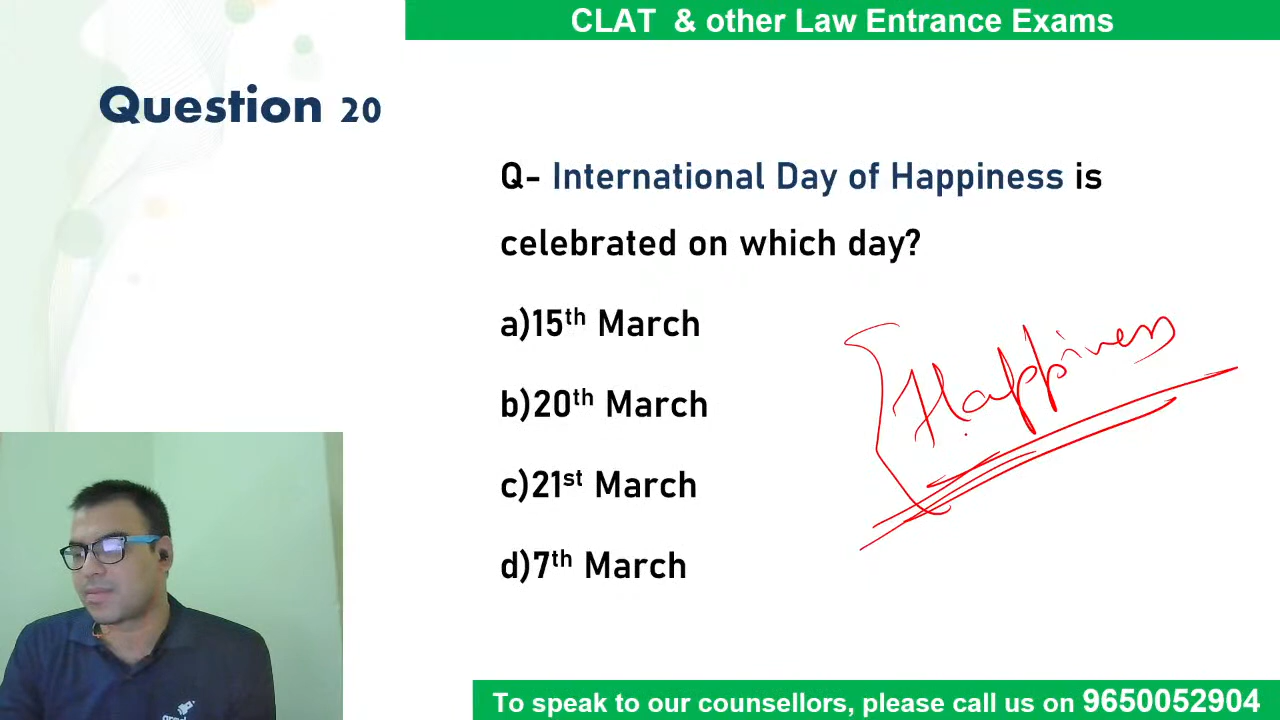 CLAT & other Law Entrance Exams
Question 20
Q- International Day of Happiness is
celebrated on which day?
a)15th March
b)20th March
c)21st March
d)7th March
Happiness
To speak to our counsellors, please call us on 9650052904